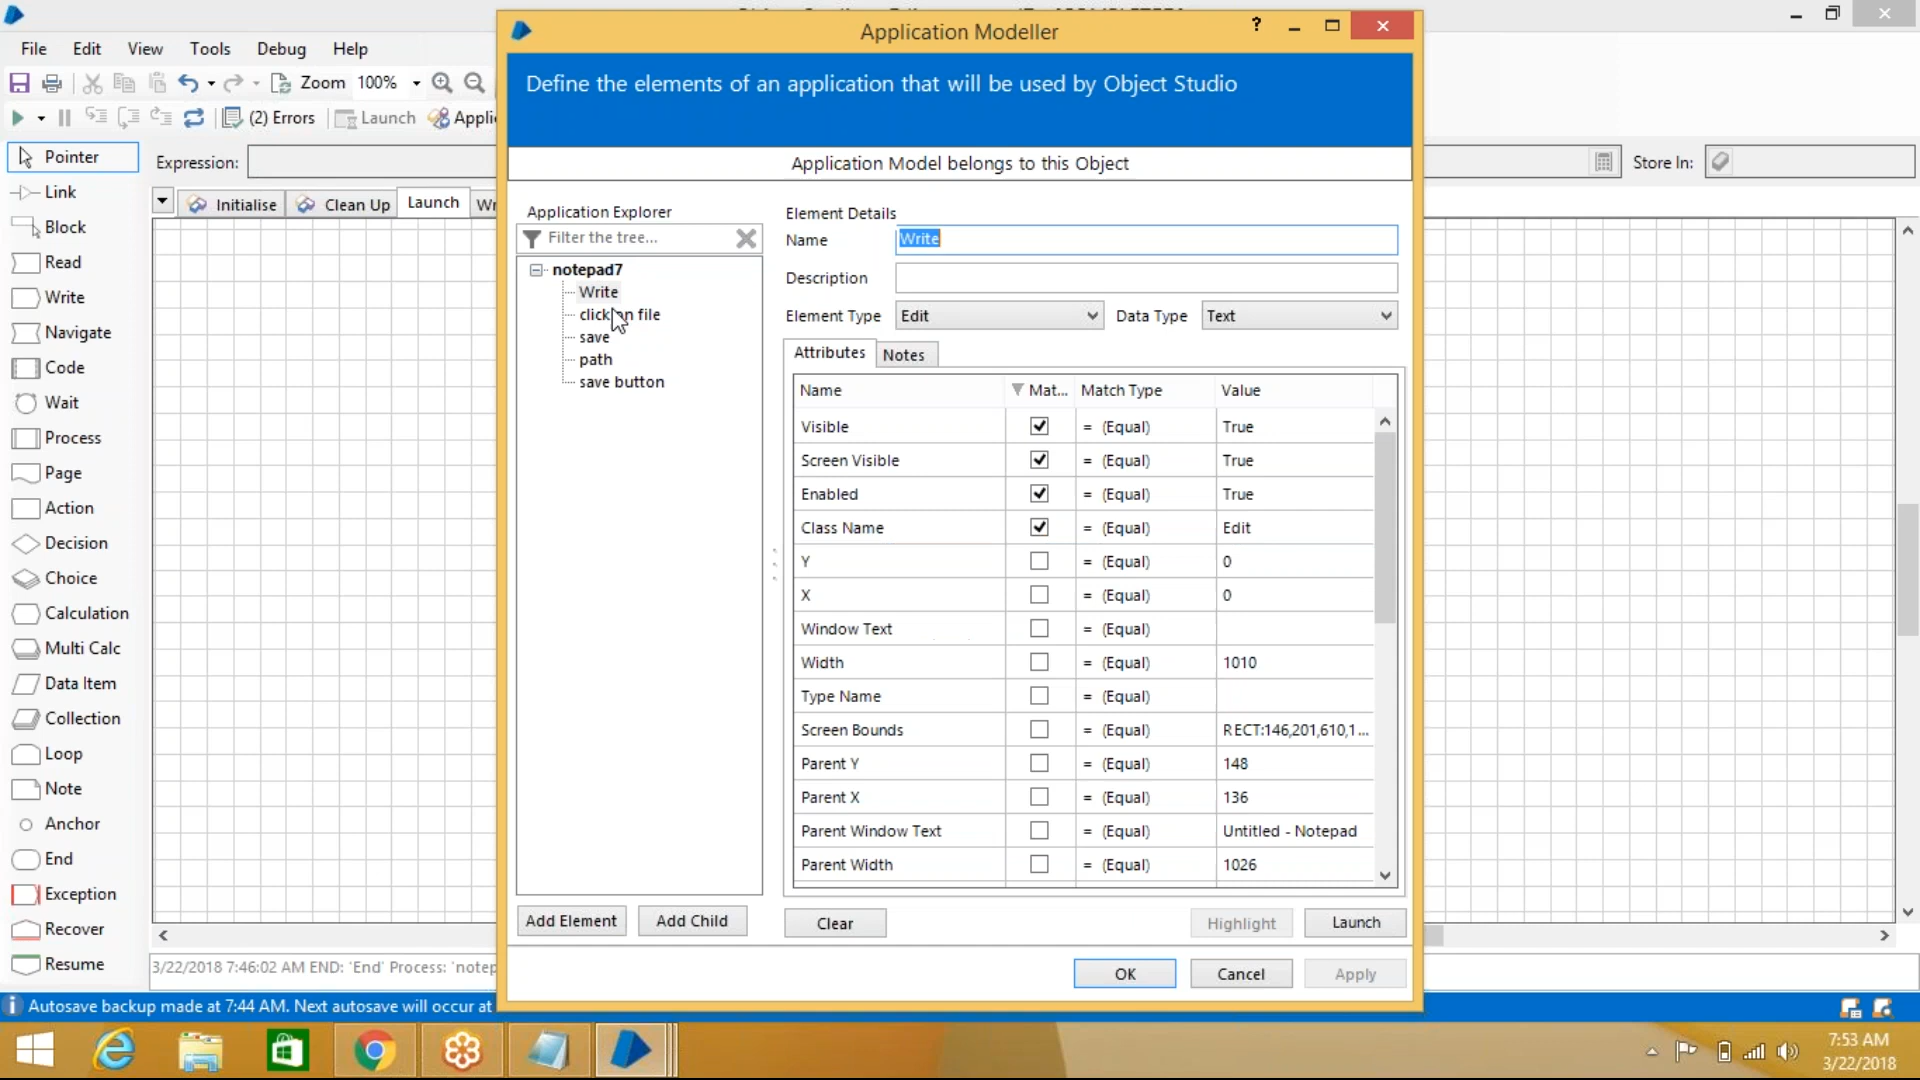 File Edit View Tools Debug Help
Zoom 100%
(2) Errors Launch Appli
Pointer
Link
Block
Read
Write
Navigate
Code
Wait
Process
Page
Action
Decision
Choice
Calculation
Multi Calc
Data Item
Collection
Loop
Note
Anchor
End
Exception
Recover
Resume
Expression:
Store In:
Initialise Clean Up Launch Wr
Application Modeller
?
Define the elements of an application that will be used by Object Studio
Application Model belongs to this Object
Application Explorer
Filter the tree...
notepad7
Write
click on file
save
path
save button
Add Element Add Child
Element Details
Name Write
Description
Element Type Edit Data Type Text
Attributes Notes
Name Mat... Match Type Value
Visible = (Equal) True
Screen Visible = (Equal) True
Enabled = (Equal) True
Class Name = (Equal) Edit
Y = (Equal) 0
X = (Equal) 0
Window Text = (Equal)
Width = (Equal) 1010
Type Name = (Equal)
Screen Bounds = (Equal) RECT:146,201,610,1...
Parent Y = (Equal) 148
Parent X = (Equal) 136
Parent Window Text = (Equal) Untitled - Notepad
Parent Width = (Equal) 1026
Clear Highlight Launch
OK Cancel Apply
3/22/2018 7:46:02 AM END: 'End' Process: 'notep
Autosave backup made at 7:44 AM. Next autosave will occur at
7:53 AM
3/22/2018